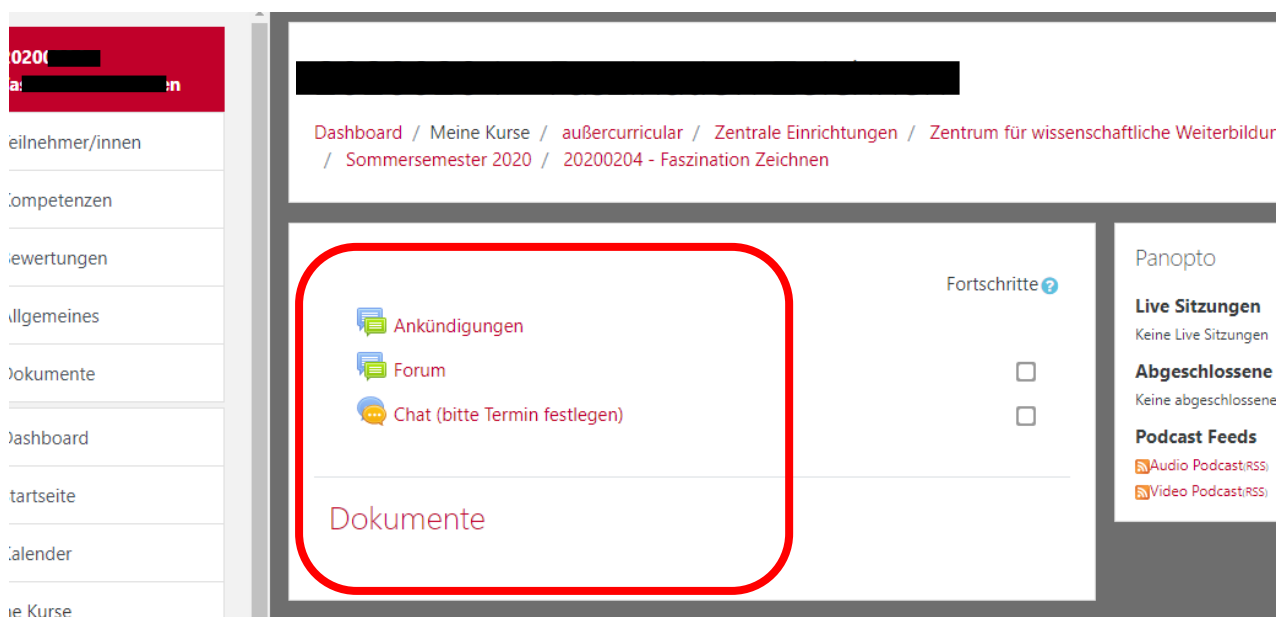 eilnehmer/innen
ompetenzen
ewertungen
llgemeines
okumente
ashboard
tartseite
alender
ne Kurse
Dashboard / Meine Kurse / außercurricular / Zentrale Einrichtungen / Zentrum für wissenschaftliche Weiterbildun
/ Sommersemester 2020 / 20200204 - Faszination Zeichnen
Fortschritte
Ankündigungen
Forum
Chat (bitte Termin festlegen)
Dokumente
Panopto
Live Sitzungen
Keine Live Sitzungen
Abgeschlossene
Keine abgeschlossene
Podcast Feeds
Audio Podcast(RSS)
Video Podcast(RSS)